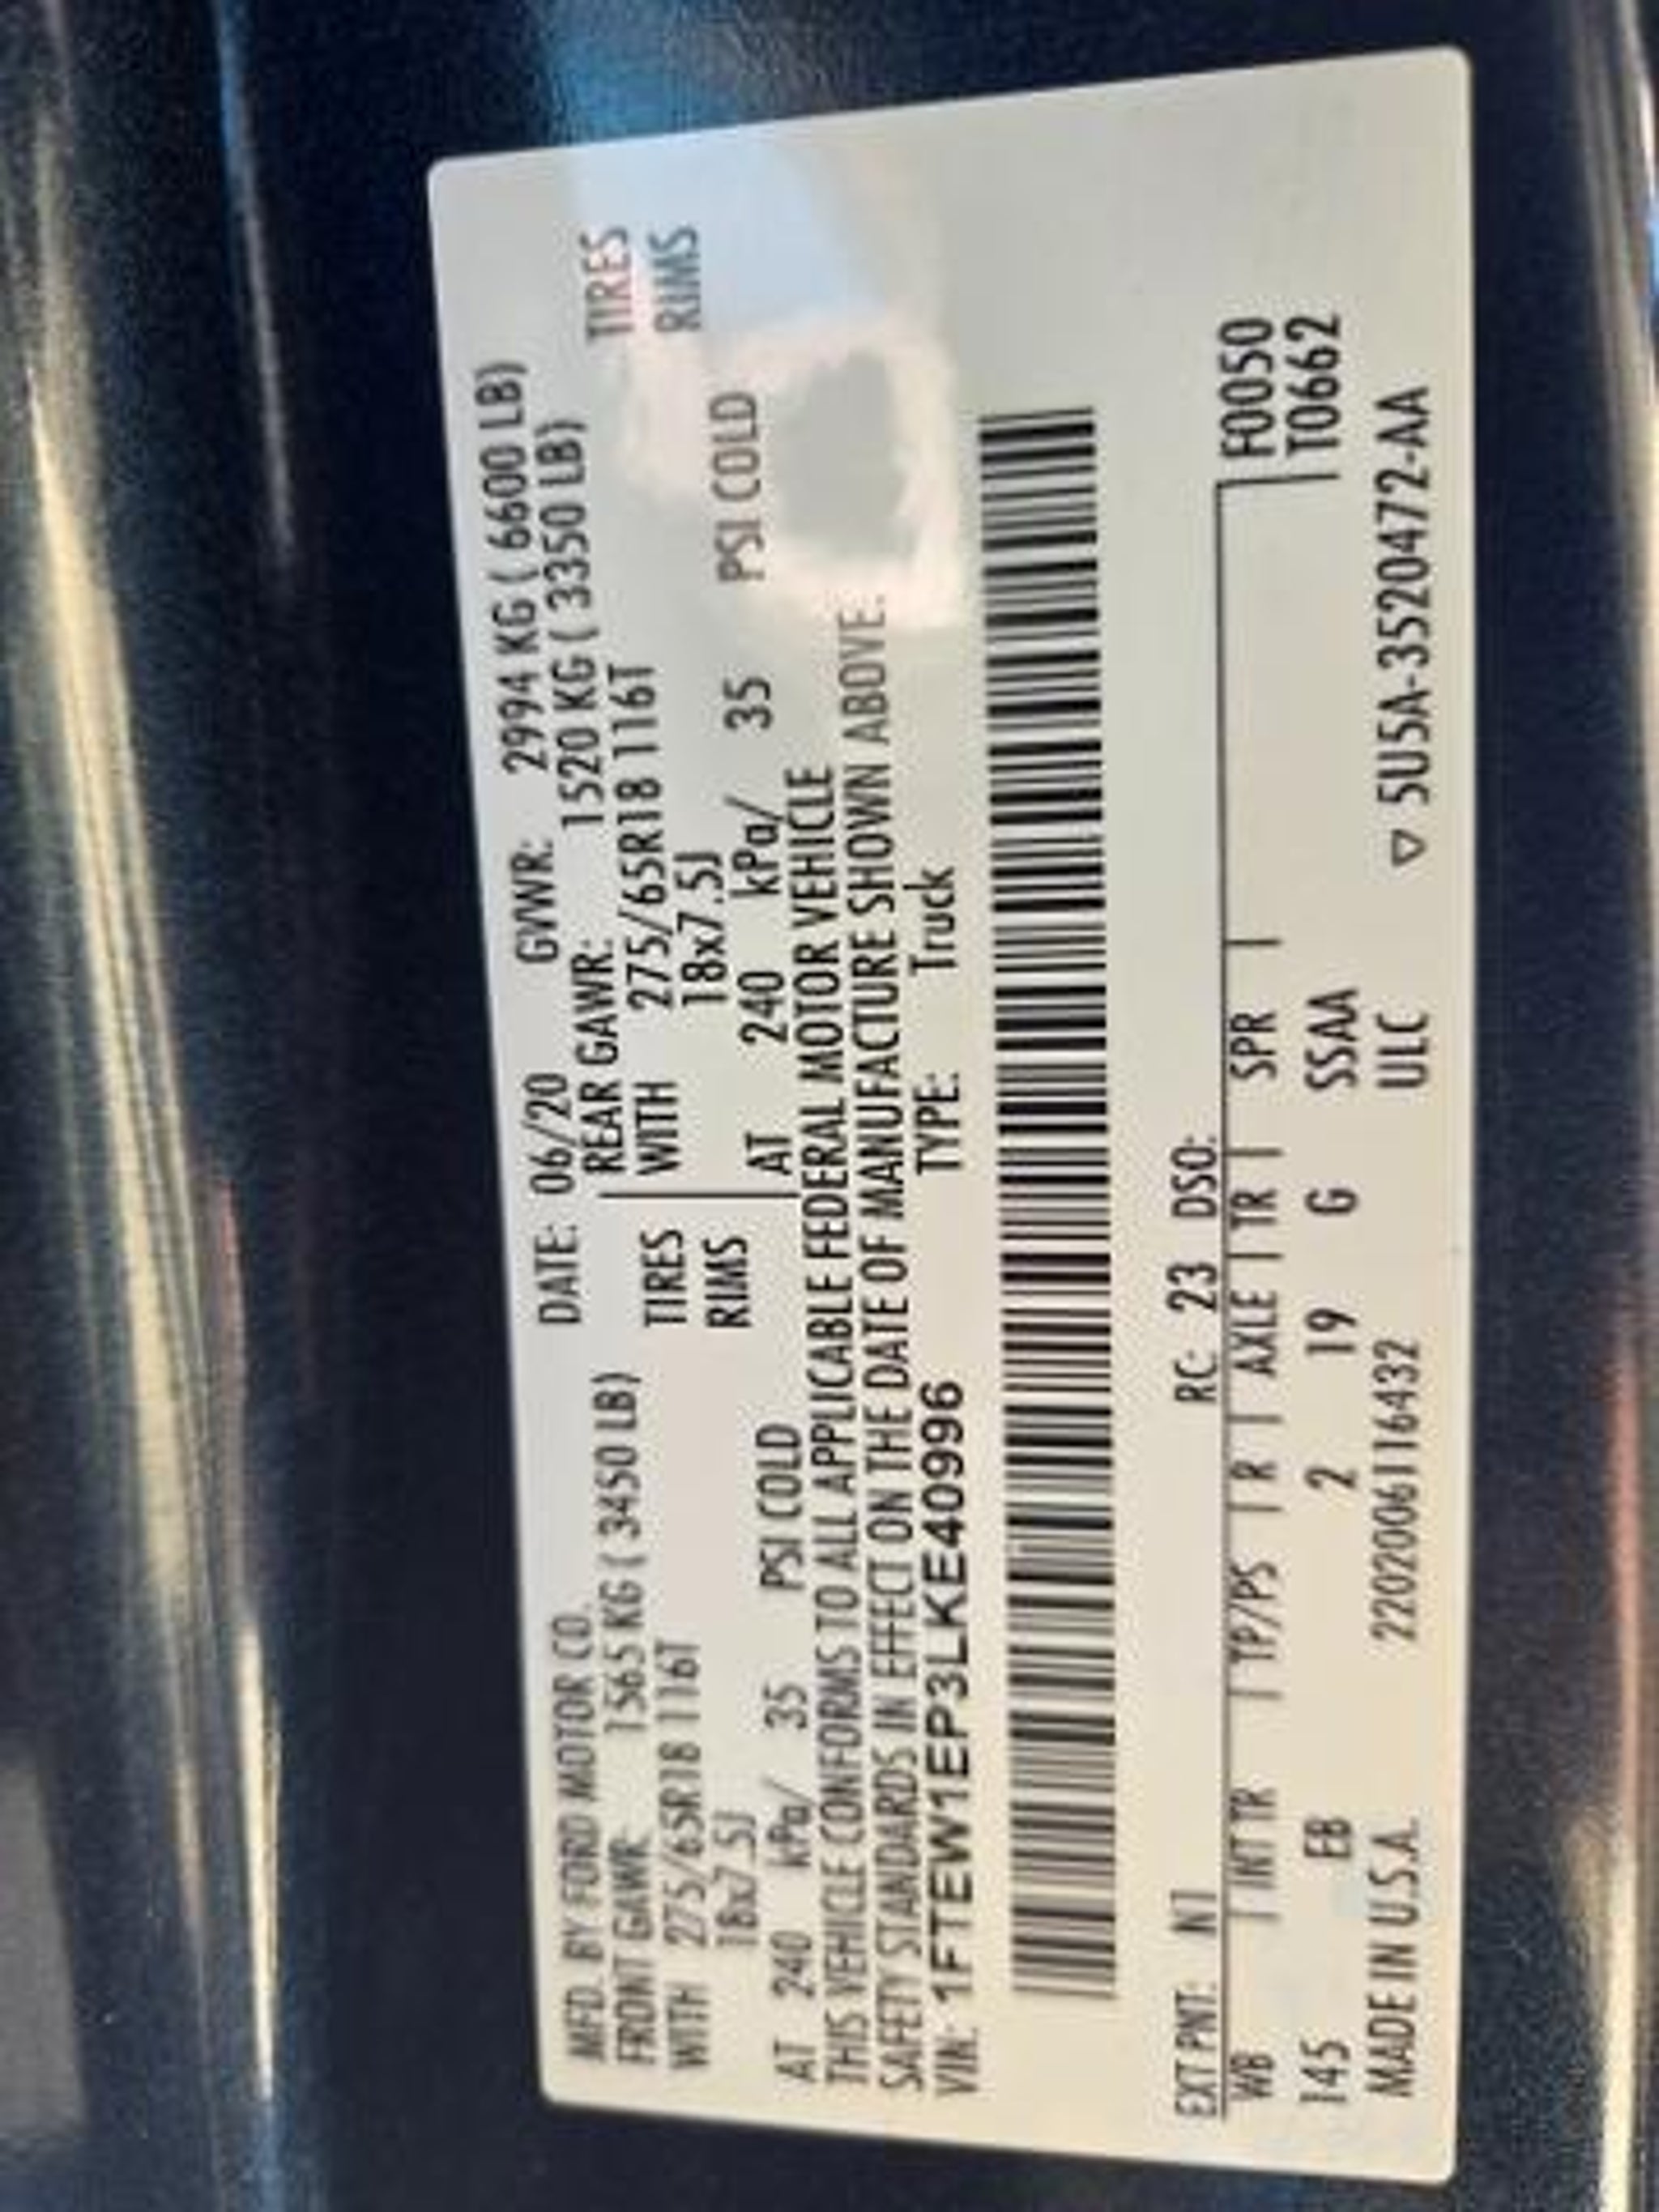 MFD. BY FORD MOTOR CO. DATE: 06/20 GVWR: 2994 KG ( 6600 LB)
FRONT GAWR: 1565 KG ( 3450 LB) REAR GAWR: 1520 KG ( 3350 LB)
WITH 275/65R18 116T TIRES WITH 275/65R18 116T TIRES
18x7.5J RIMS 18x7.5J RIMS
AT 240 kPa/ 35 PSI COLD AT 240 kPa/ 35 PSI COLD
THIS VEHICLE CONFORMS TO ALL APPLICABLE FEDERAL MOTOR VEHICLE
SAFETY STANDARDS IN EFFECT ON THE DATE OF MANUFACTURE SHOWN ABOVE.
VIN: 1FTEW1EP3LKE40996 TYPE: Truck
EXT PNT: N1 RC: 23 DSO:
WB | INT TR | TP/PS | R | AXLE | TR | SPR | F0050
145 EB 2 19 G SSAA T0662
MADE IN U.S.A. 22020061116432 ULC ▽ 5U5A-3520472-AA